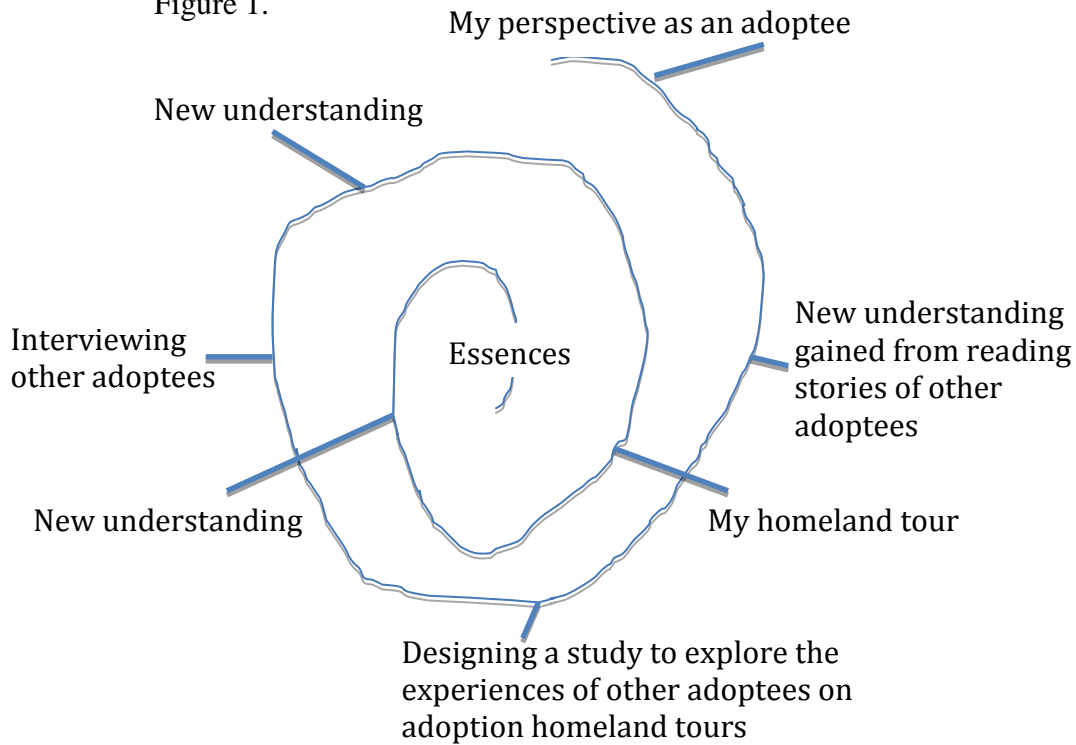 Figure 1.
My perspective as an adoptee
New understanding
New understanding
gained from reading
stories of other
adoptees
Interviewing
other adoptees
Essences
New understanding
My homeland tour
Designing a study to explore the
experiences of other adoptees on
adoption homeland tours